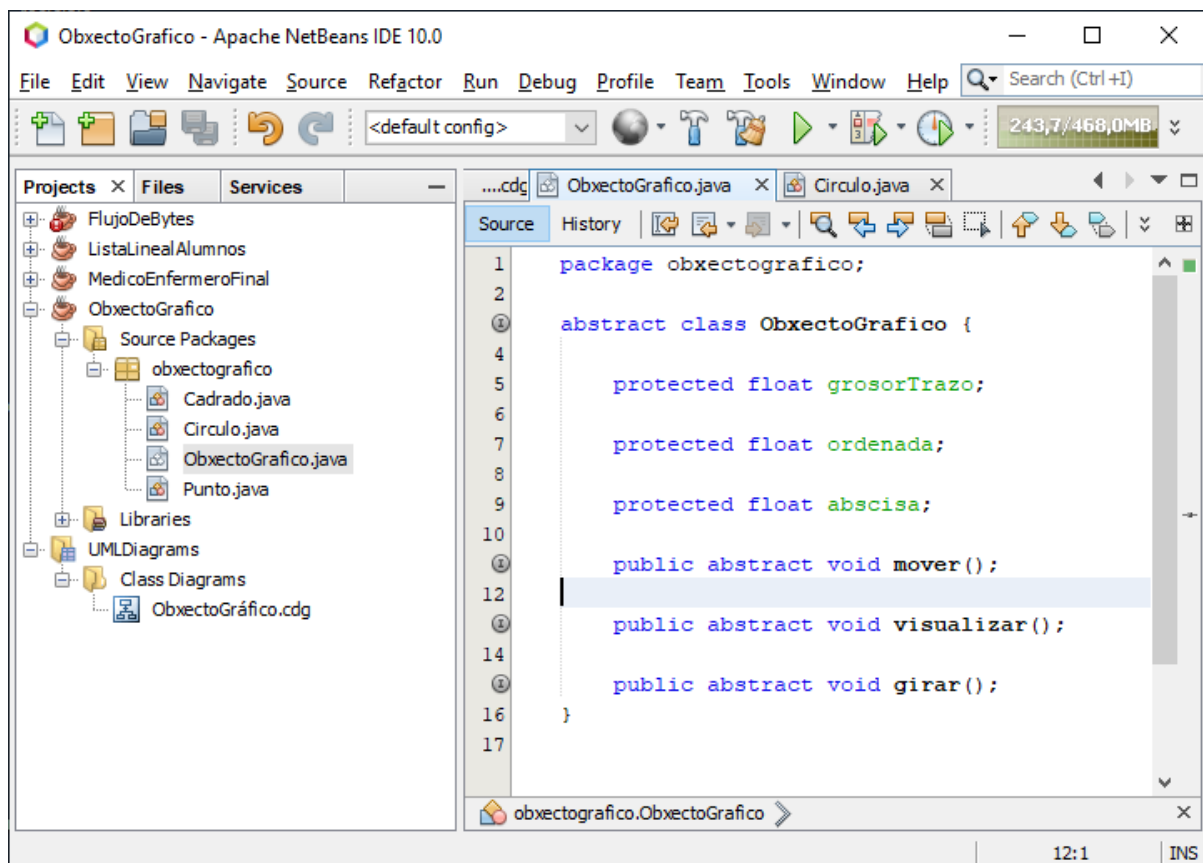 ObxectoGrafico - Apache NetBeans IDE 10.0
File Edit View Navigate Source Refactor Run Debug Profile Team Tools Window Help Search (Ctrl+I)
<default config> 243,7/468,0MB
Projects Files Services
FlujoDeBytes
ListaLinealAlumnos
MedicoEnfermeroFinal
ObxectoGrafico
Source Packages
obxectografico
Cadrado.java
Circulo.java
ObxectoGrafico.java
Punto.java
Libraries
UMLDiagrams
Class Diagrams
ObxectoGráfico.cdg
....cdg ObxectoGrafico.java Circulo.java
Source History
1 package obxectografico;
2
abstract class ObxectoGrafico {
4
5 protected float grosorTrazo;
6
7 protected float ordenada;
8
9 protected float abscisa;
10
public abstract void mover();
12
public abstract void visualizar();
14
public abstract void girar();
16 }
17
obxectografico.ObxectoGrafico
12:1 INS